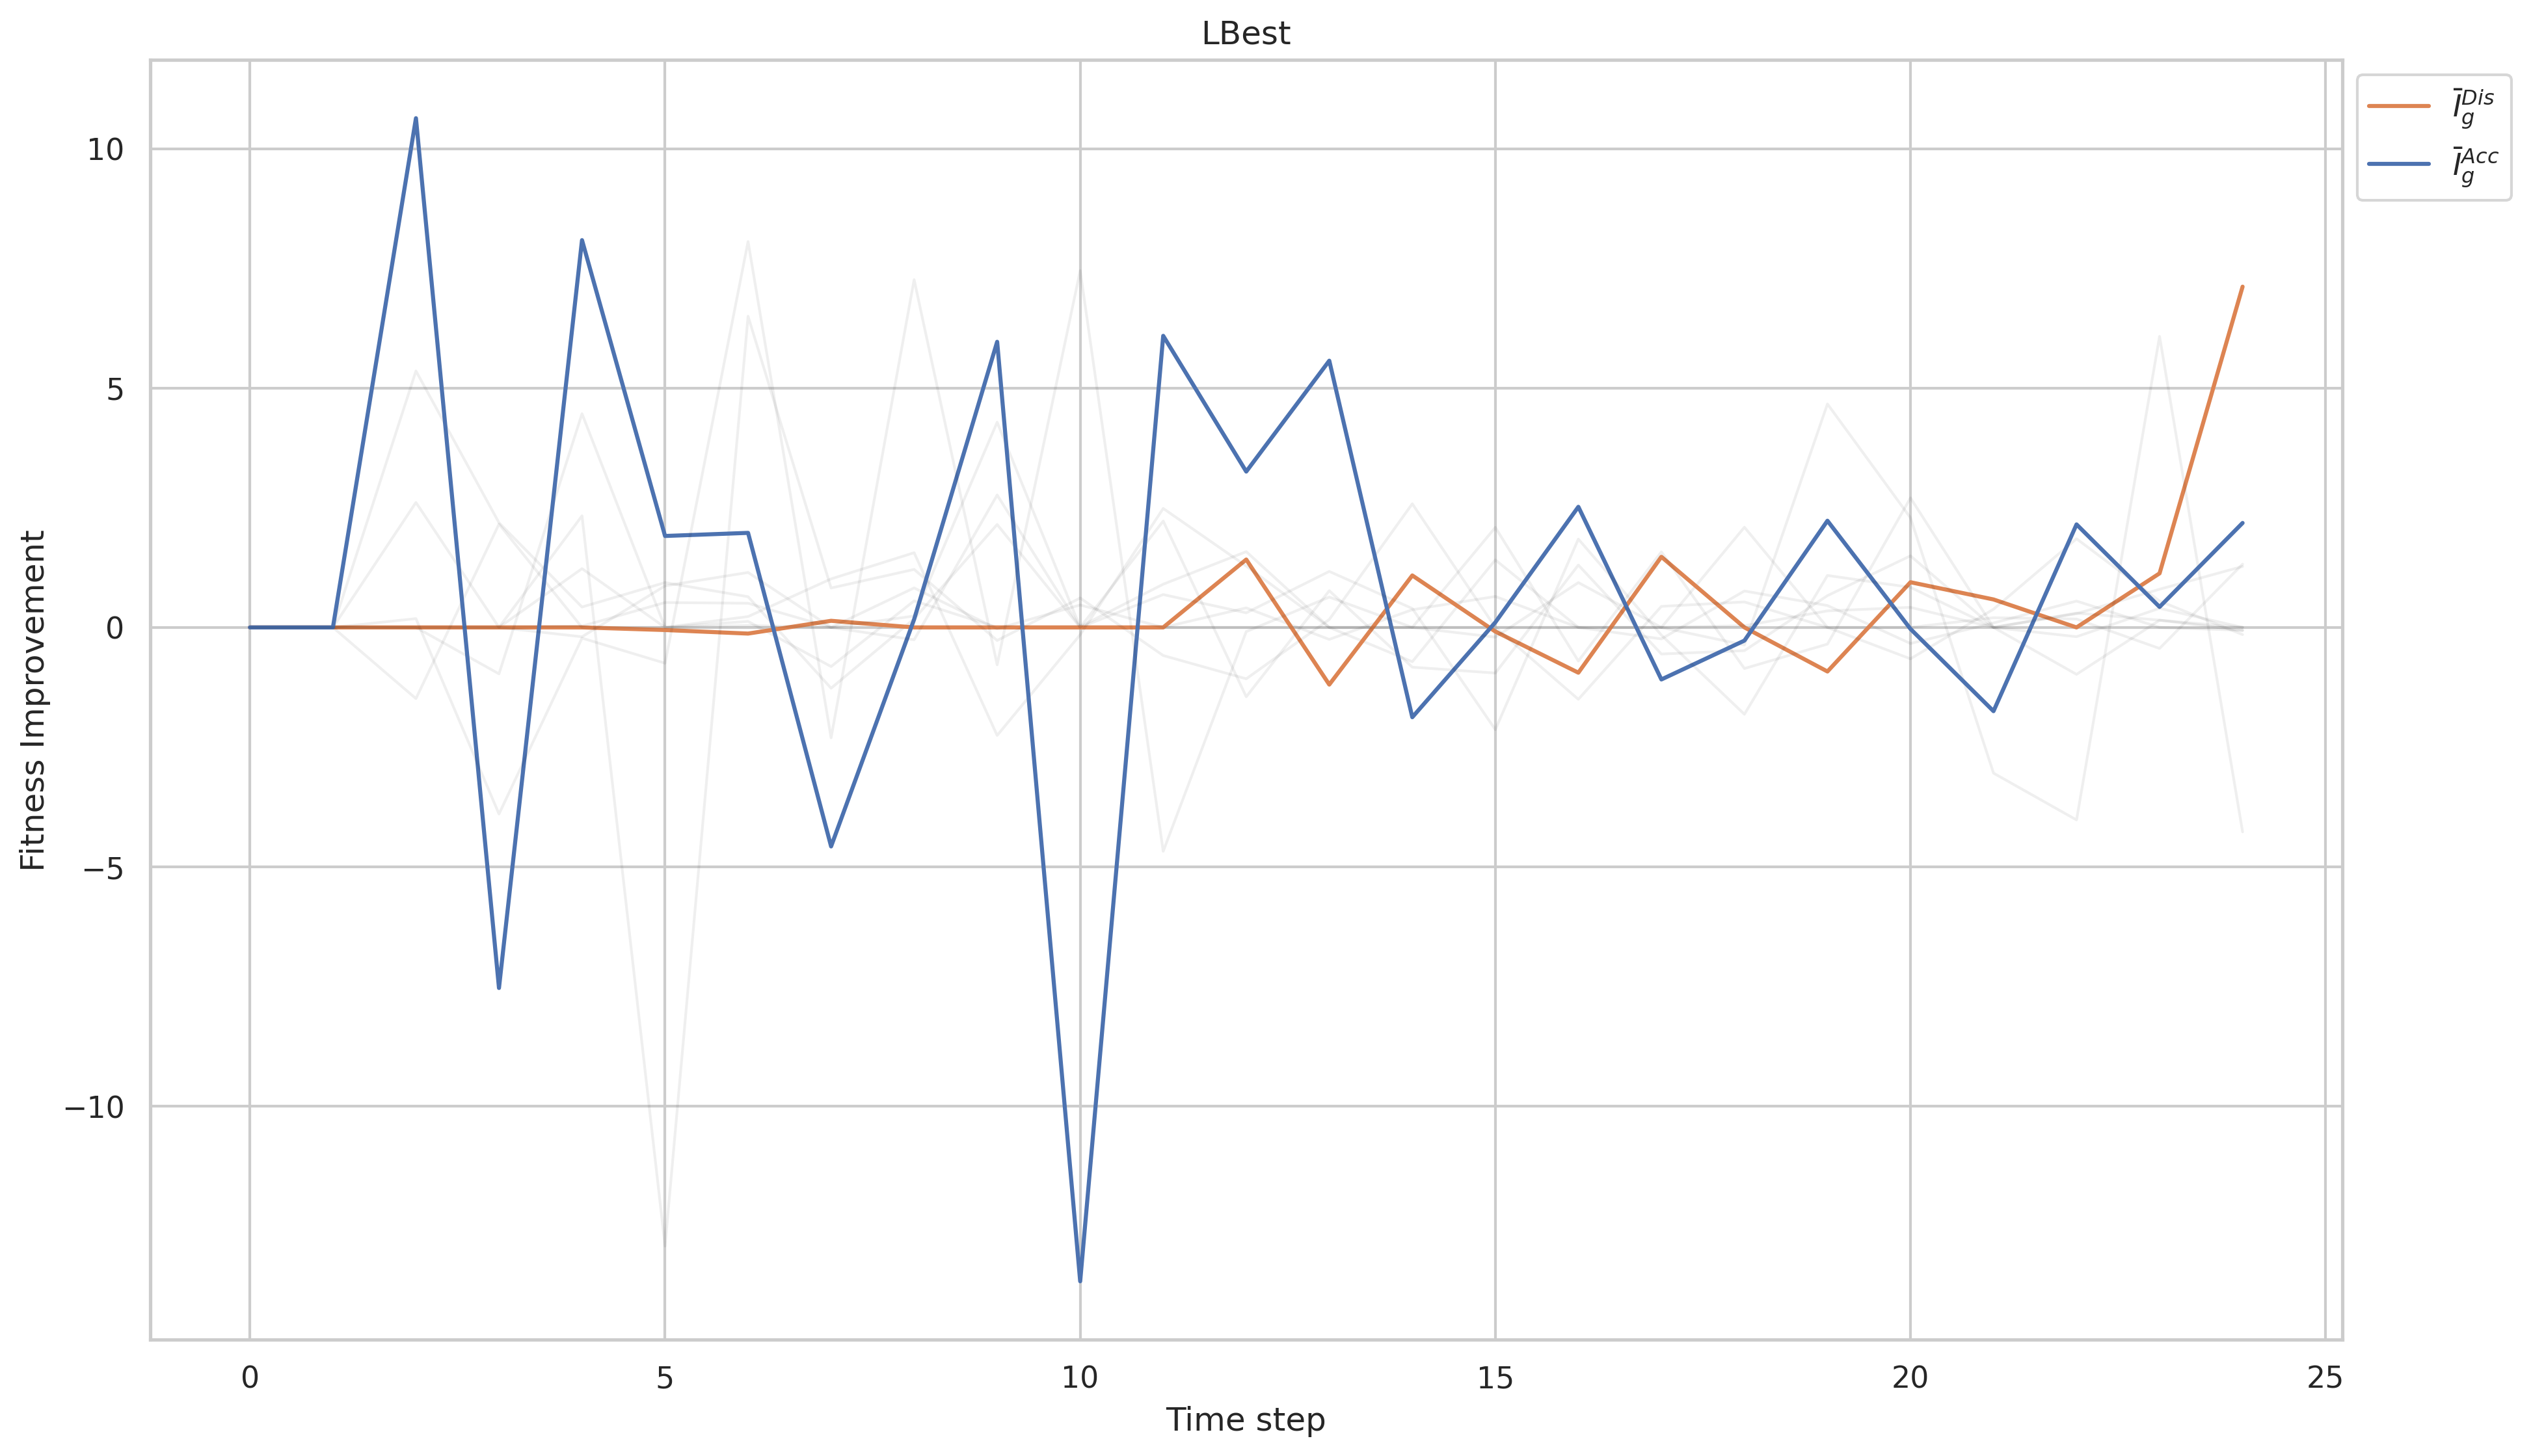 LBest
Ī_g^Dis
Ī_g^Acc
Fitness Improvement
10
5
0
−5
−10
0 5 10 15 20 25
Time step